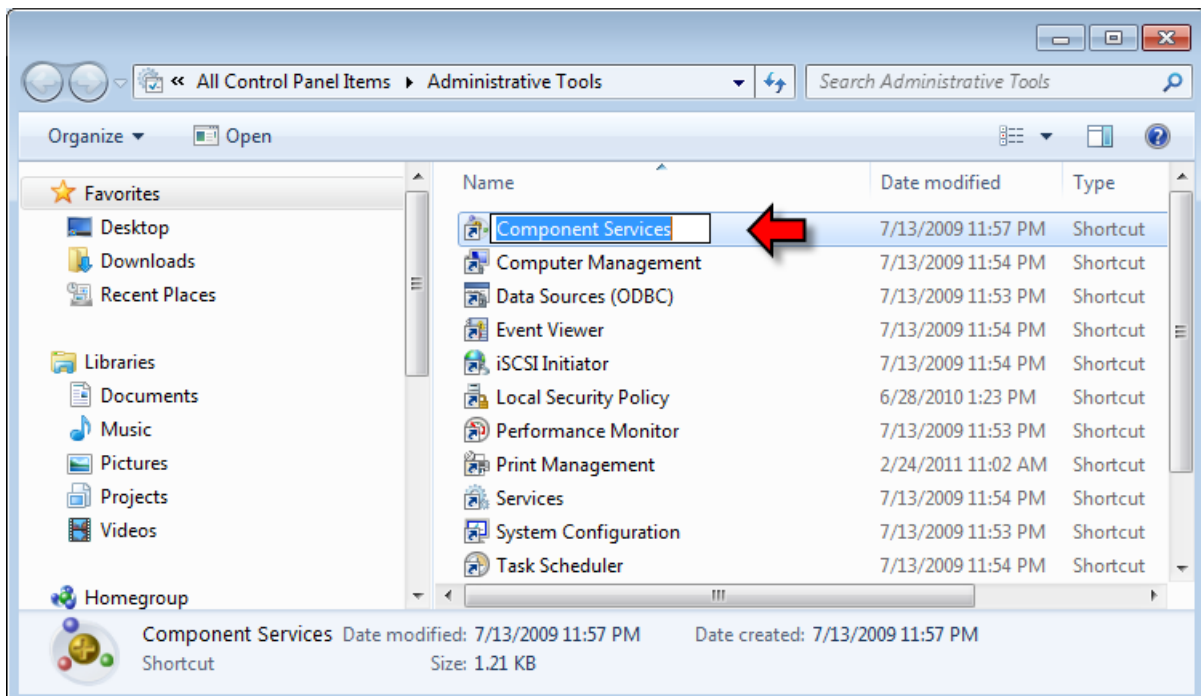 « All Control Panel Items Administrative Tools Search Administrative Tools
Organize Open
Favorites
Desktop
Downloads
Recent Places
Libraries
Documents
Music
Pictures
Projects
Videos
Homegroup
Name Date modified Type
Component Services 7/13/2009 11:57 PM Shortcut
Computer Management 7/13/2009 11:54 PM Shortcut
Data Sources (ODBC) 7/13/2009 11:53 PM Shortcut
Event Viewer 7/13/2009 11:54 PM Shortcut
iSCSI Initiator 7/13/2009 11:54 PM Shortcut
Local Security Policy 6/28/2010 1:23 PM Shortcut
Performance Monitor 7/13/2009 11:53 PM Shortcut
Print Management 2/24/2011 11:02 AM Shortcut
Services 7/13/2009 11:54 PM Shortcut
System Configuration 7/13/2009 11:53 PM Shortcut
Task Scheduler 7/13/2009 11:54 PM Shortcut
Component Services Date modified: 7/13/2009 11:57 PM Date created: 7/13/2009 11:57 PM
Shortcut Size: 1.21 KB